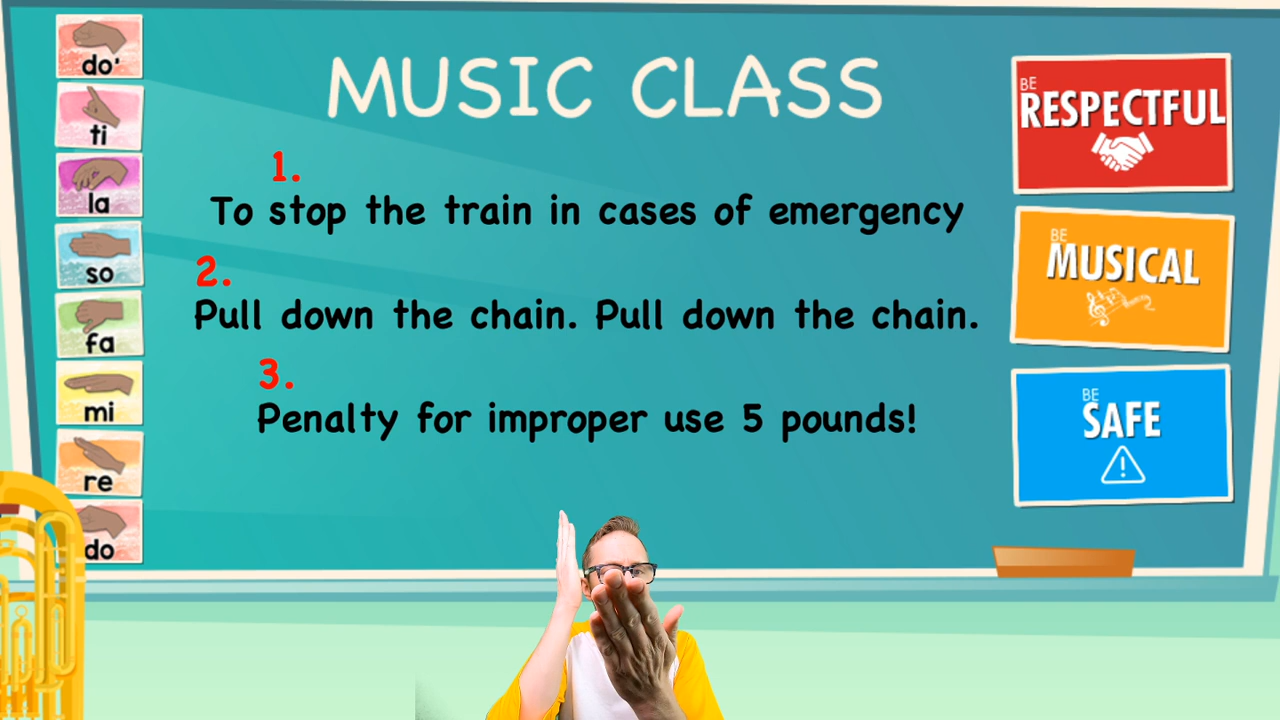 MUSIC CLASS
1.
To stop the train in cases of emergency
2.
Pull down the chain. Pull down the chain.
3.
Penalty for improper use 5 pounds!
do'
ti
la
so
fa
mi
re
do
BE
RESPECTFUL
BE
MUSICAL
BE
SAFE